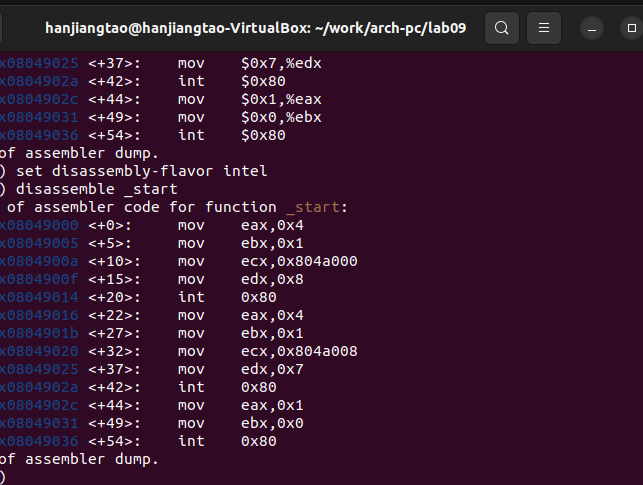 hanjiangtao@hanjiangtao-VirtualBox: ~/work/arch-pc/lab09
x08049025 <+37>: mov $0x7,%edx
x0804902a <+42>: int $0x80
x0804902c <+44>: mov $0x1,%eax
x08049031 <+49>: mov $0x0,%ebx
x08049036 <+54>: int $0x80
of assembler dump.
) set disassembly-flavor intel
) disassemble _start
of assembler code for function _start:
x08049000 <+0>: mov eax,0x4
x08049005 <+5>: mov ebx,0x1
x0804900a <+10>: mov ecx,0x804a000
x0804900f <+15>: mov edx,0x8
x08049014 <+20>: int 0x80
x08049016 <+22>: mov eax,0x4
x0804901b <+27>: mov ebx,0x1
x08049020 <+32>: mov ecx,0x804a008
x08049025 <+37>: mov edx,0x7
x0804902a <+42>: int 0x80
x0804902c <+44>: mov eax,0x1
x08049031 <+49>: mov ebx,0x0
x08049036 <+54>: int 0x80
of assembler dump.
)